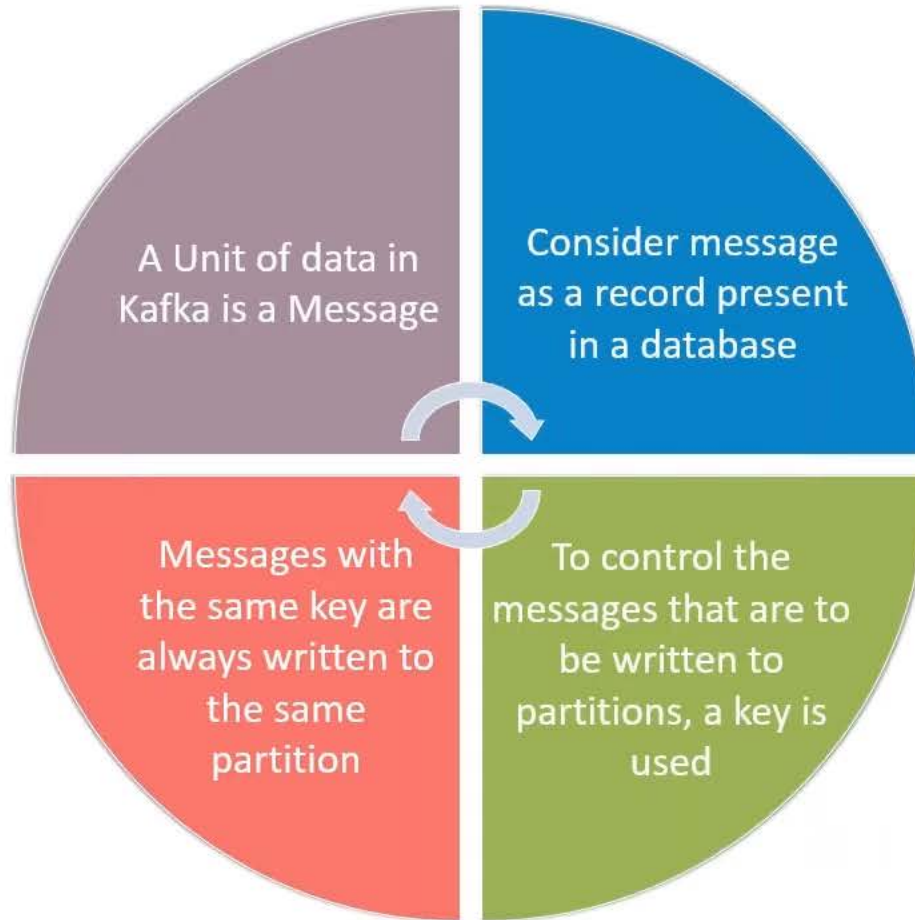 A Unit of data in
Kafka is a Message
Consider message
as a record present
in a database
To control the
messages that are to
be written to
partitions, a key is
used
Messages with
the same key are
always written to
the same
partition